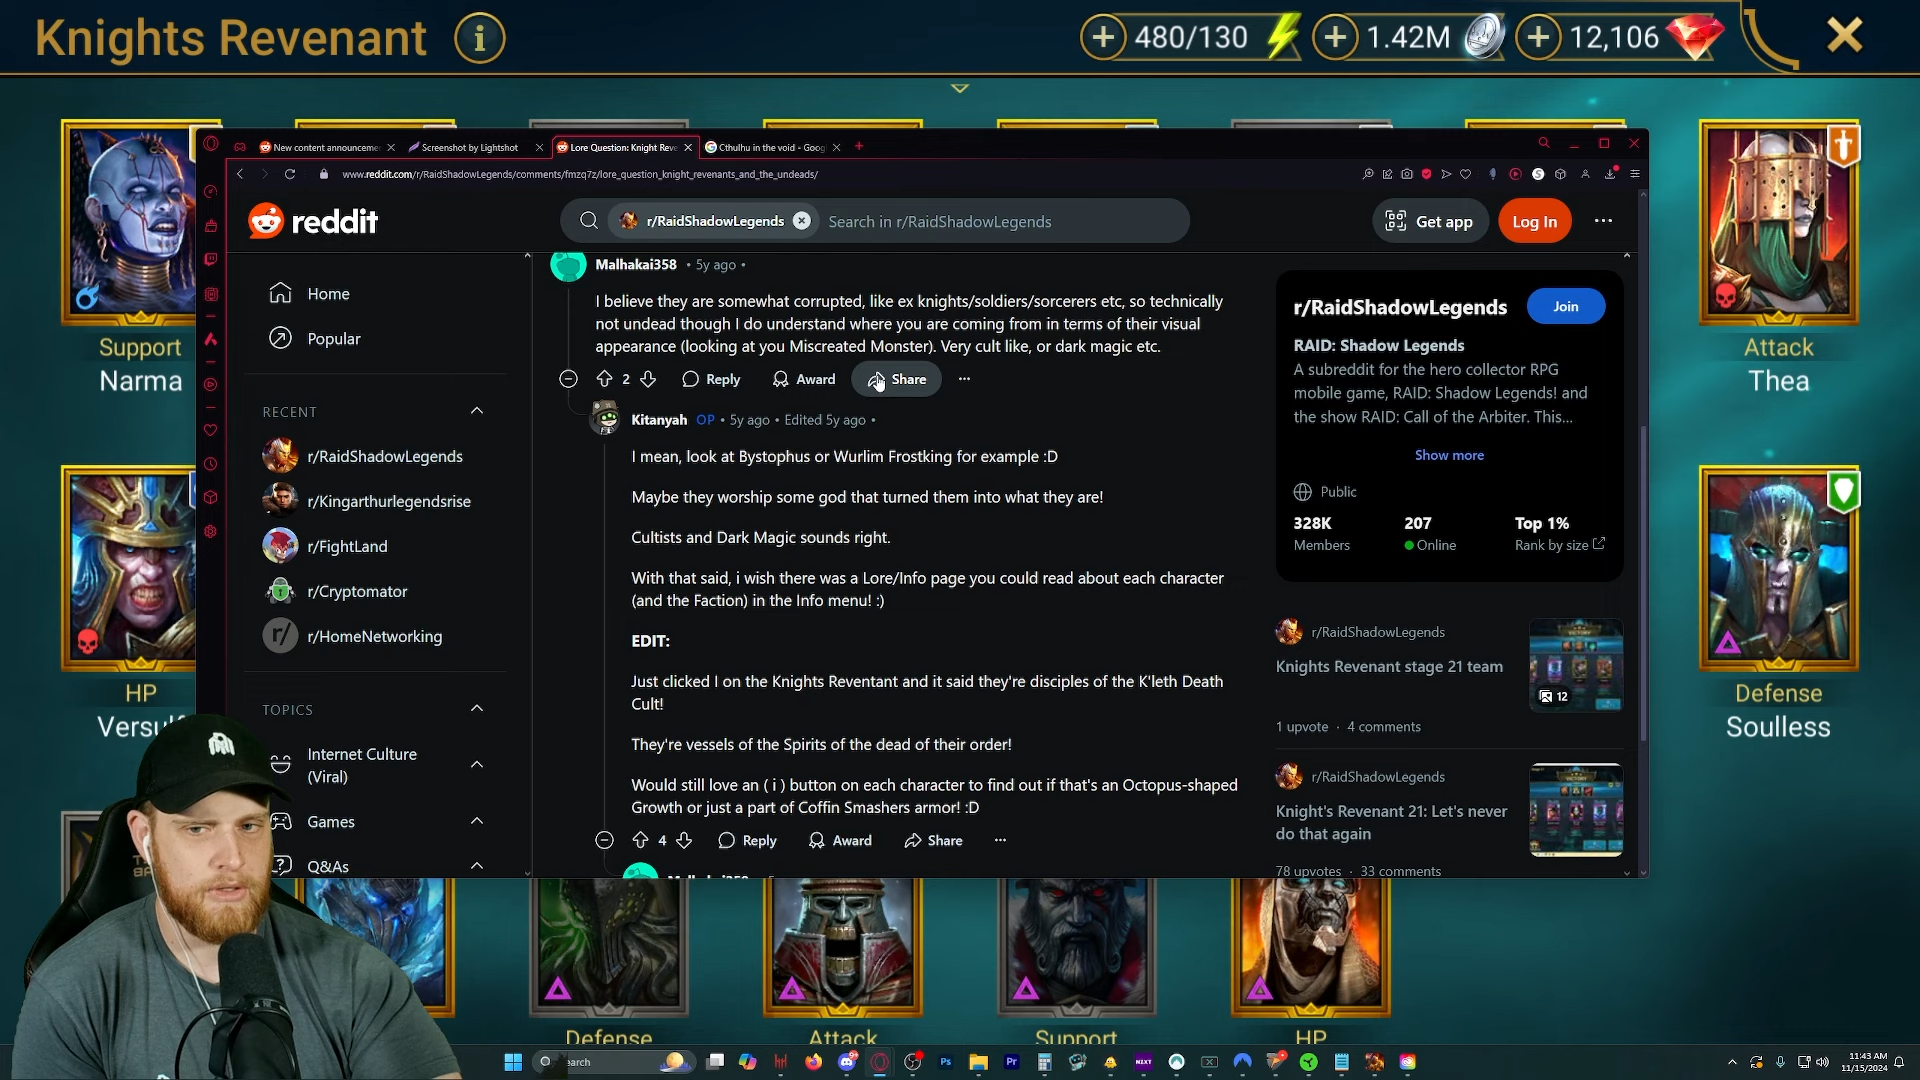 Knights Revenant
480/130
1.42M
12,106
New content announceme
Screenshot by Lightshot
Lore Question: Knight Reve
Cthulhu in the void - Goog
www.reddit.com/r/RaidShadowLegends/comments/fmzq7z/lore_question_knight_revenants_and_the_undeads/
reddit
r/RaidShadowLegends
Search in r/RaidShadowLegends
Get app
Log In
Home
Popular
RECENT
r/RaidShadowLegends
r/Kingarthurlegendsrise
r/FightLand
r/Cryptomator
r/HomeNetworking
TOPICS
Internet Culture
(Viral)
Games
Q&As
Malhakai358 • 5y ago •
I believe they are somewhat corrupted, like ex knights/soldiers/sorcerers etc, so technically
not undead though I do understand where you are coming from in terms of their visual
appearance (looking at you Miscreated Monster). Very cult like, or dark magic etc.
2
Reply
Award
Share
Kitanyah OP • 5y ago • Edited 5y ago •
I mean, look at Bystophus or Wurlim Frostking for example :D
Maybe they worship some god that turned them into what they are!
Cultists and Dark Magic sounds right.
With that said, i wish there was a Lore/Info page you could read about each character
(and the Faction) in the Info menu! :)
EDIT:
Just clicked I on the Knights Reventant and it said they're disciples of the K'leth Death
Cult!
They're vessels of the Spirits of the dead of their order!
Would still love an ( i ) button on each character to find out if that's an Octopus-shaped
Growth or just a part of Coffin Smashers armor! :D
4
Reply
Award
Share
Malhakai358
r/RaidShadowLegends
Join
RAID: Shadow Legends
A subreddit for the hero collector RPG
mobile game, RAID: Shadow Legends! and
the show RAID: Call of the Arbiter. This...
Show more
Public
328K
Members
207
Online
Top 1%
Rank by size
r/RaidShadowLegends
Knights Revenant stage 21 team
12
1 upvote · 4 comments
r/RaidShadowLegends
Knight's Revenant 21: Let's never
do that again
78 upvotes · 33 comments
Support
Narma
HP
Versulf
Attack
Thea
Defense
Soulless
Defense
Attack
Support
HP
11:43 AM
11/15/2024